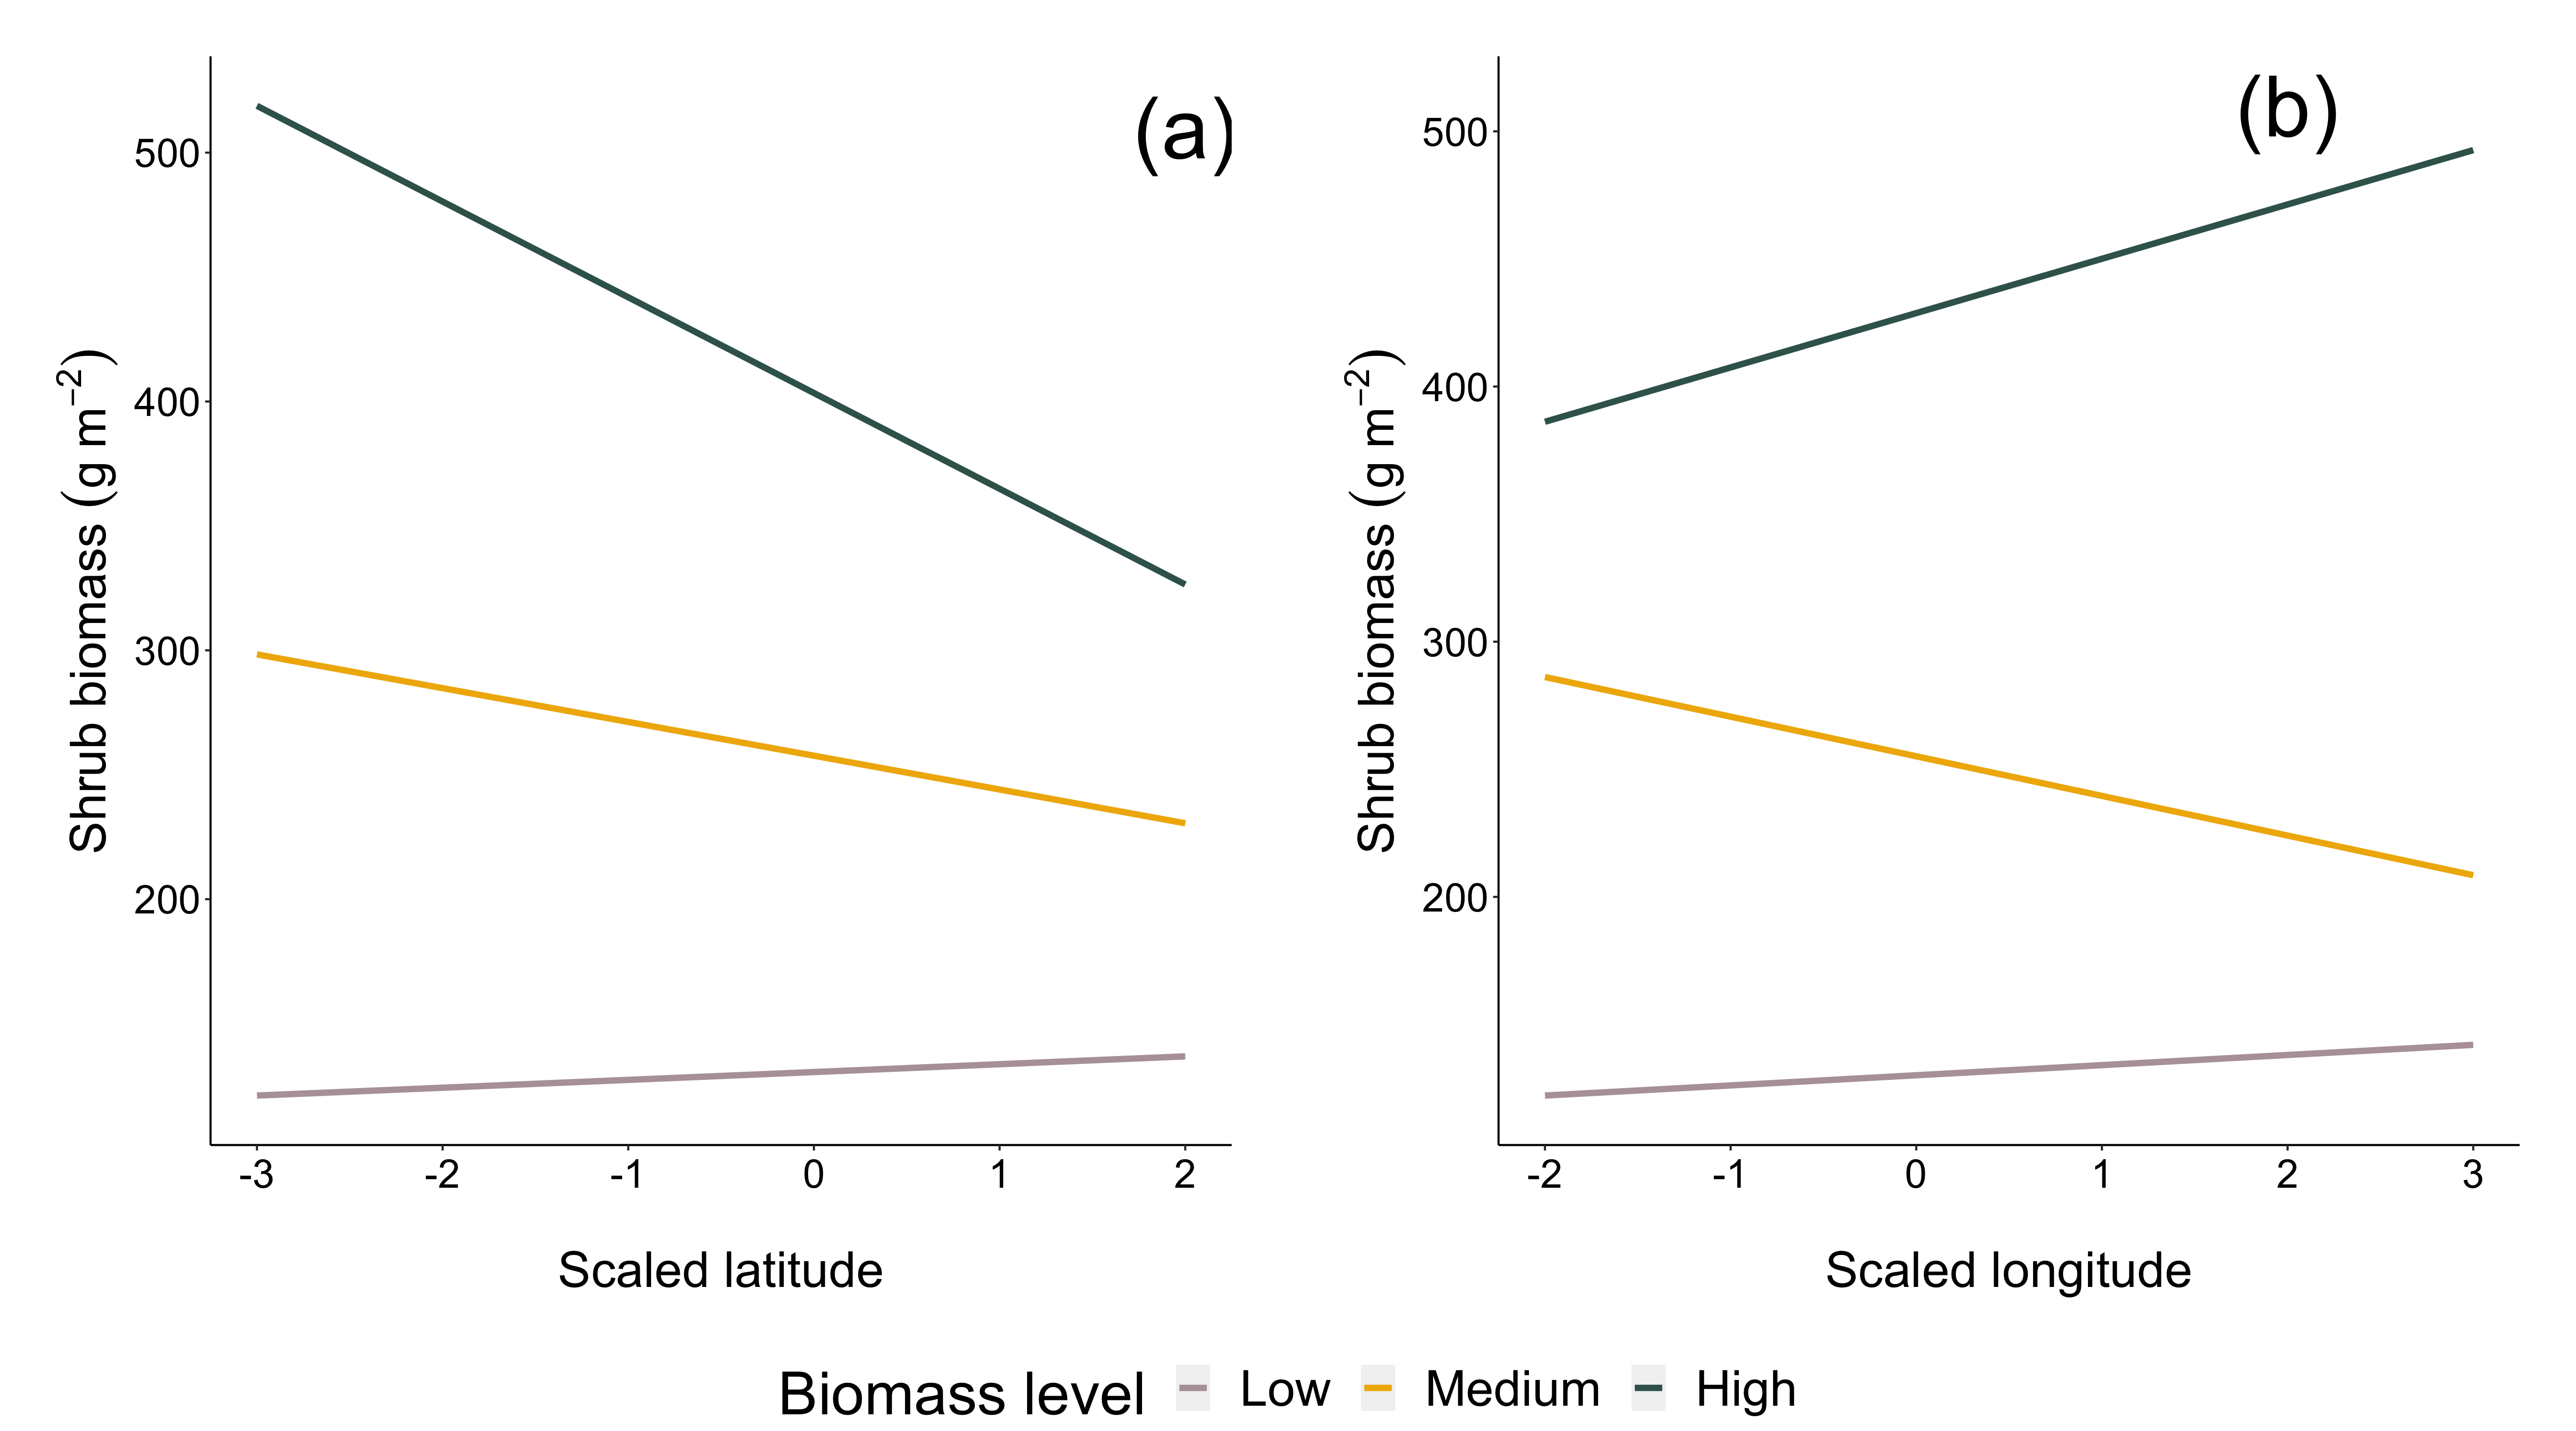 (a)
500
400
300
200
Shrub biomass (g m⁻²)
-3 -2 -1 0 1 2
Scaled latitude
(b)
500
400
300
200
Shrub biomass (g m⁻²)
-2 -1 0 1 2 3
Scaled longitude
Biomass level Low Medium High